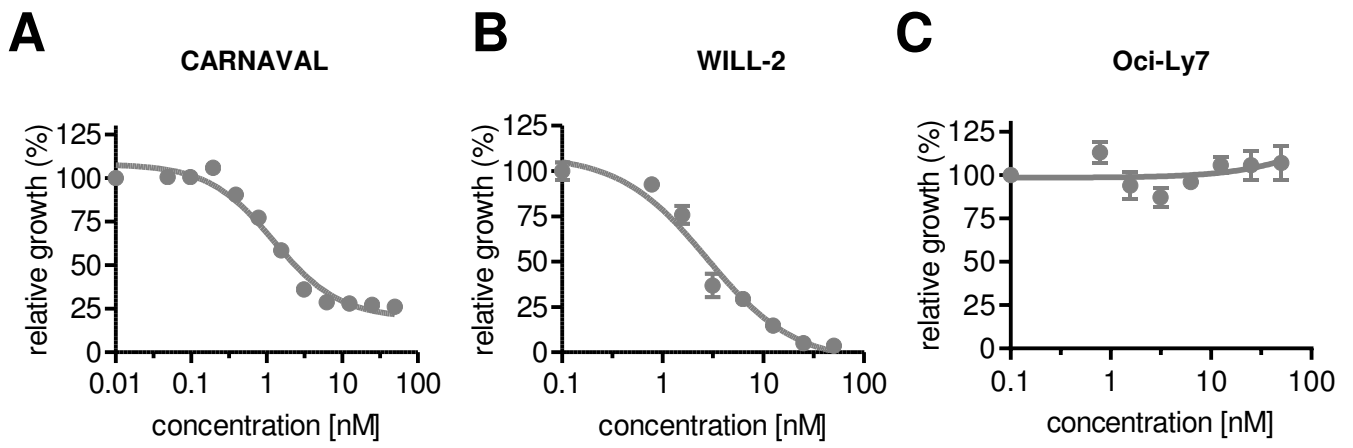 A
CARNAVAL
relative growth (%)
125
100
75
50
25
0
0.01
0.1
1
10
100
concentration [nM]
B
WILL-2
relative growth (%)
125
100
75
50
25
0
0.1
1
10
100
concentration [nM]
C
Oci-Ly7
relative growth (%)
125
100
75
50
25
0
0.1
1
10
100
concentration [nM]